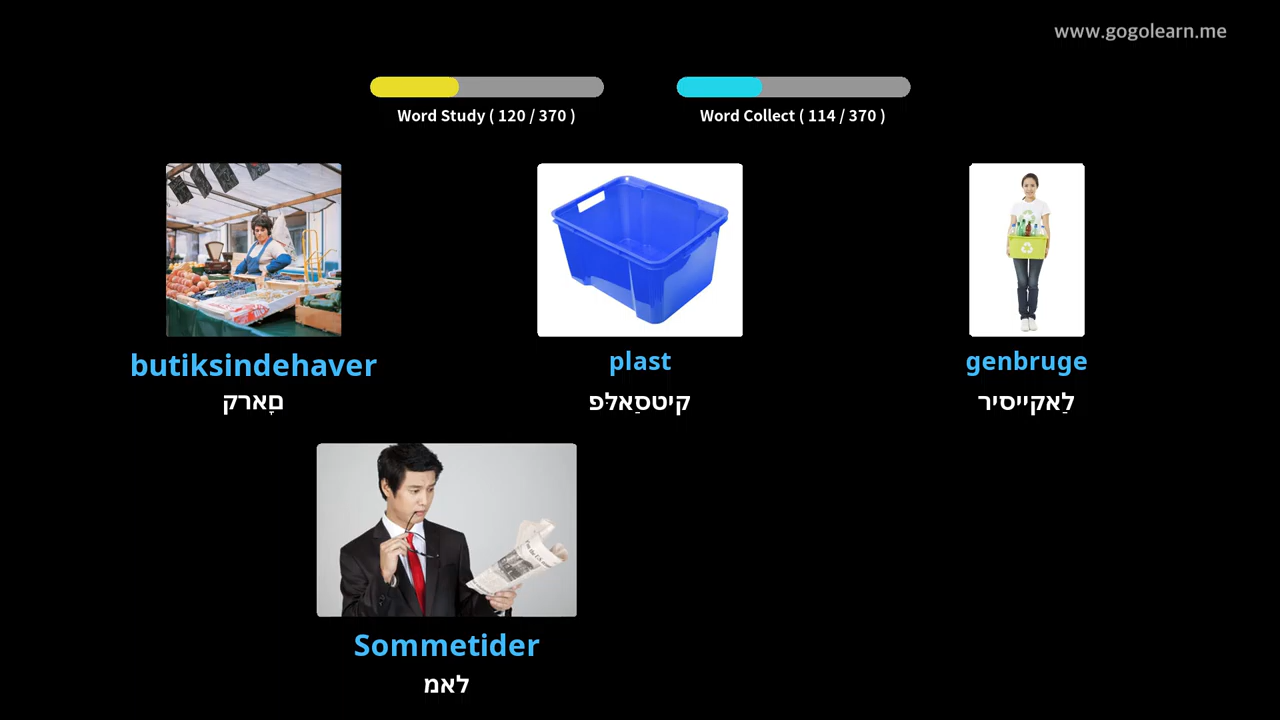 www.gogolearn.me
Word Study ( 120 / 370 )
Word Collect ( 114 / 370 )
butiksindehaver
םָארק
plast
קיטסַאלּפ
genbruge
לַאקייסיר
Sommetider
לאמ